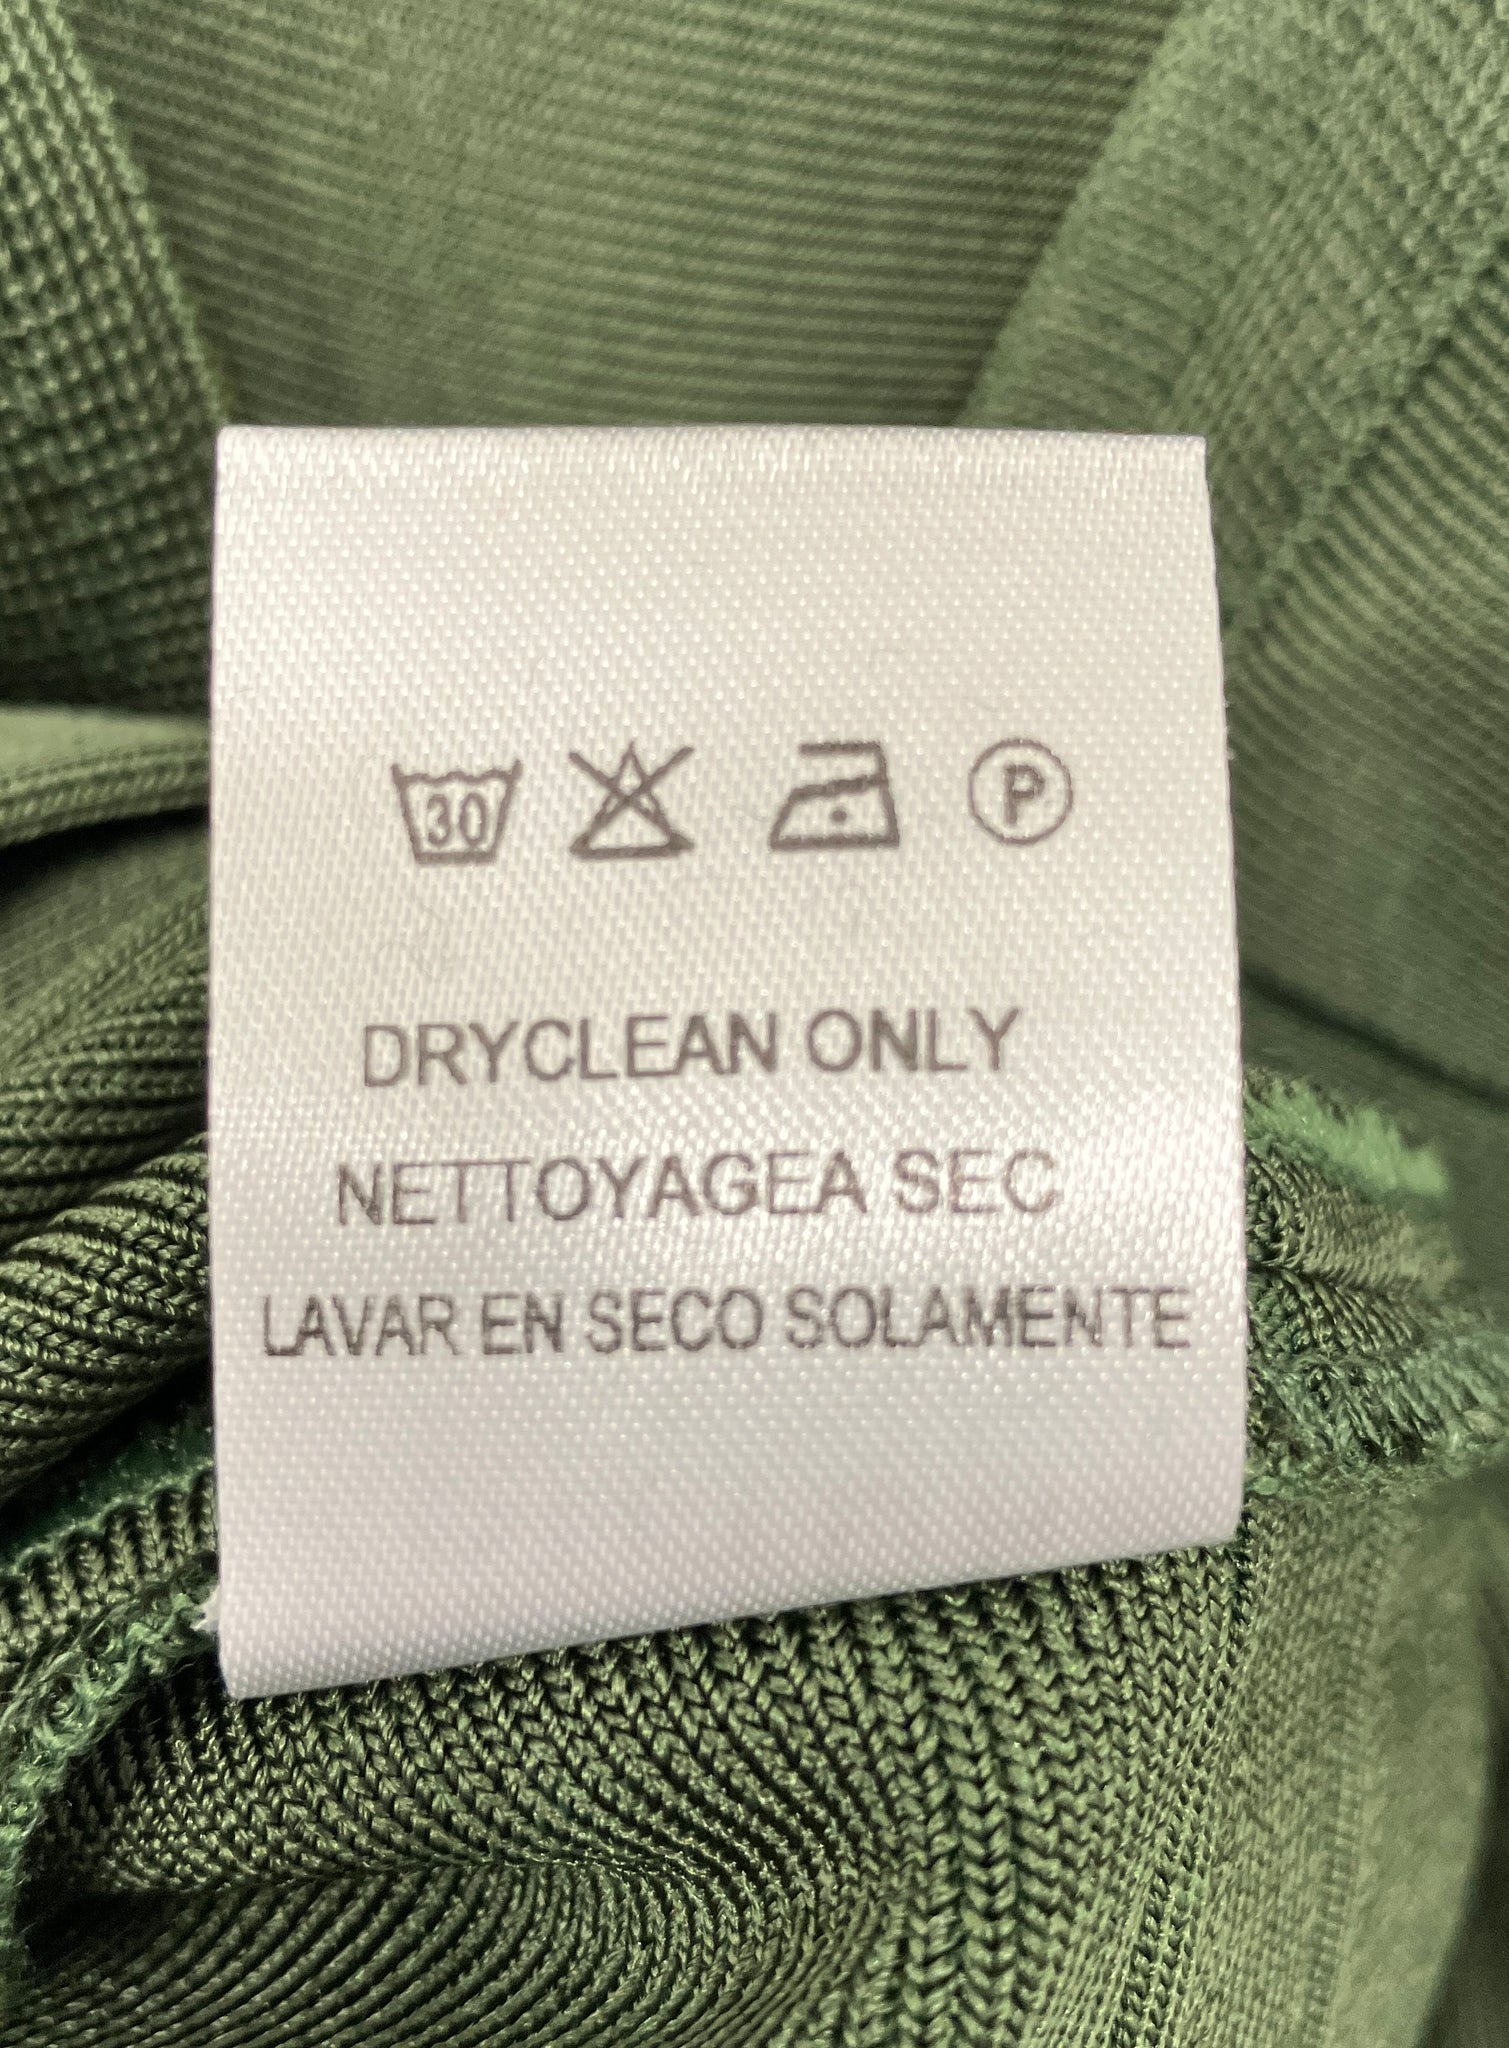 30 P
DRYCLEAN ONLY
NETTOYAGEA SEC
LAVAR EN SECO SOLAMENTE